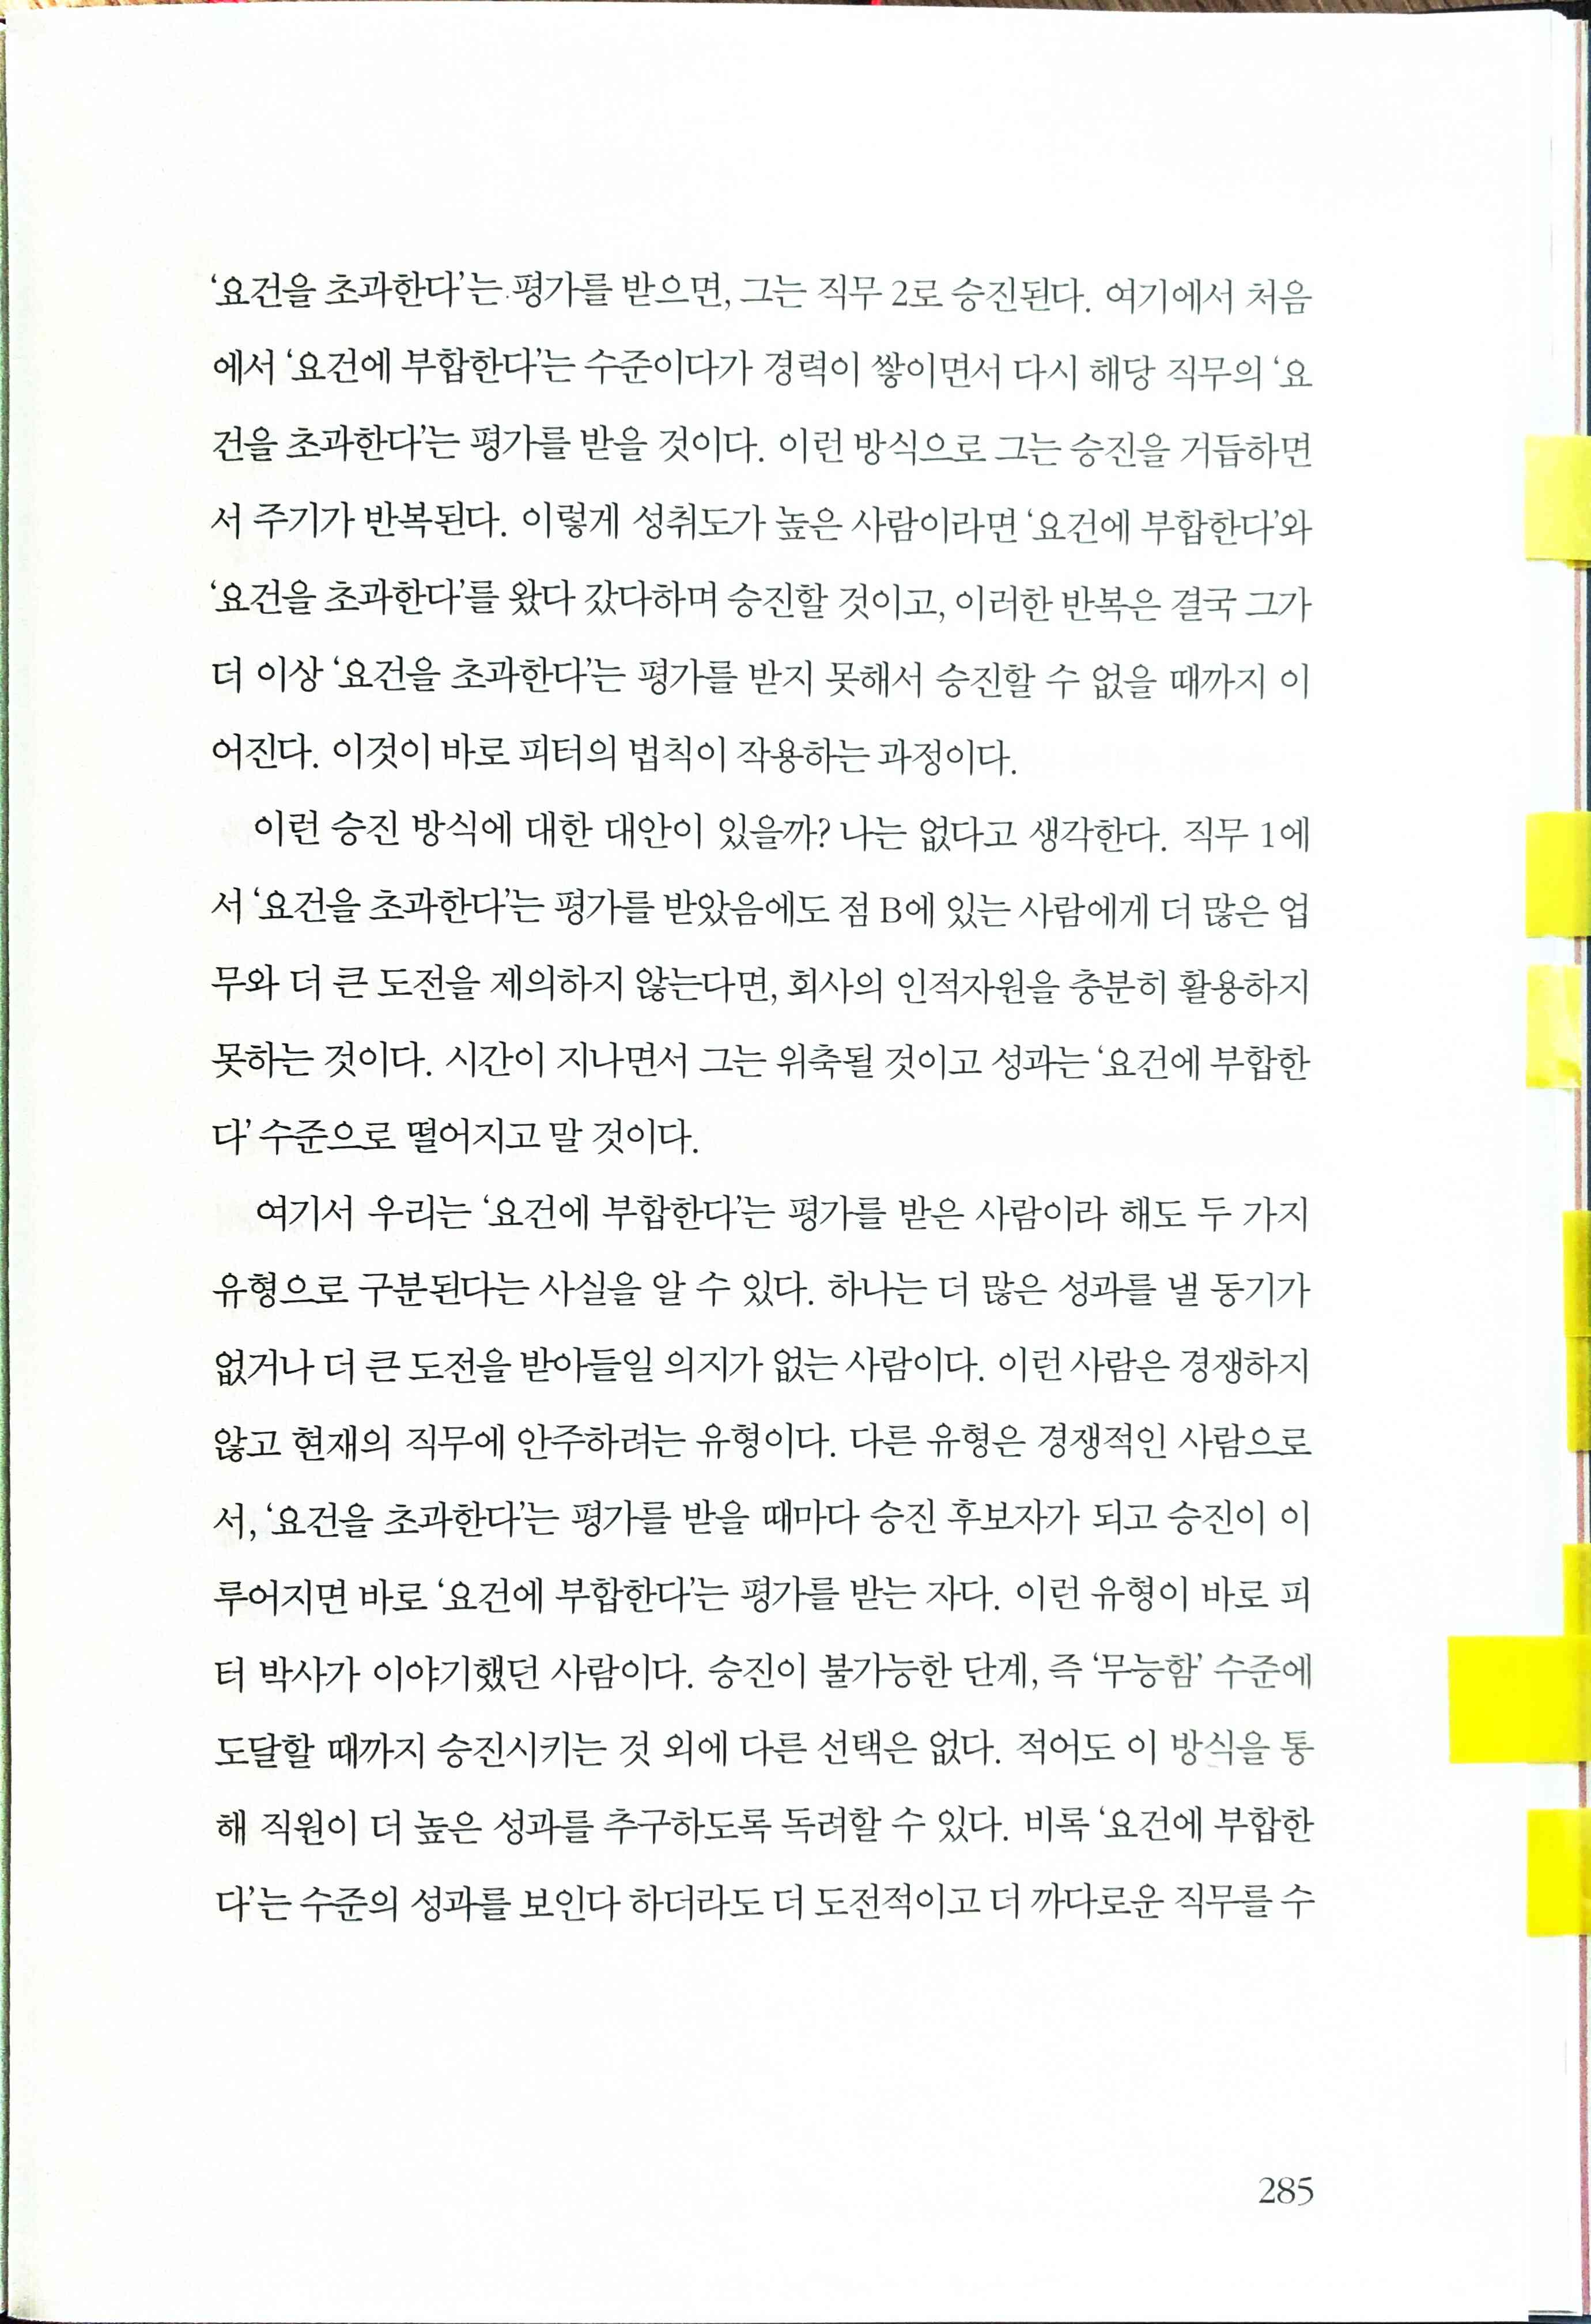 ‘요건을 초과한다’는 평가를 받으면, 그는 직무 2로 승진된다. 여기에서 처음
에서 ‘요건에 부합한다’는 수준이다가 경력이 쌓이면서 다시 해당 직무의 ‘요
건을 초과한다’는 평가를 받을 것이다. 이런 방식으로 그는 승진을 거듭하면
서 주기가 반복된다. 이렇게 성취도가 높은 사람이라면 ‘요건에 부합한다’와
‘요건을 초과한다’를 왔다 갔다하며 승진할 것이고, 이러한 반복은 결국 그가
더 이상 ‘요건을 초과한다’는 평가를 받지 못해서 승진할 수 없을 때까지 이
어진다. 이것이 바로 피터의 법칙이 작용하는 과정이다.
이런 승진 방식에 대한 대안이 있을까? 나는 없다고 생각한다. 직무 1에
서 ‘요건을 초과한다’는 평가를 받았음에도 점 B에 있는 사람에게 더 많은 업
무와 더 큰 도전을 제의하지 않는다면, 회사의 인적자원을 충분히 활용하지
못하는 것이다. 시간이 지나면서 그는 위축될 것이고 성과는 ‘요건에 부합한
다’ 수준으로 떨어지고 말 것이다.
여기서 우리는 ‘요건에 부합한다’는 평가를 받은 사람이라 해도 두 가지
유형으로 구분된다는 사실을 알 수 있다. 하나는 더 많은 성과를 낼 동기가
없거나 더 큰 도전을 받아들일 의지가 없는 사람이다. 이런 사람은 경쟁하지
않고 현재의 직무에 안주하려는 유형이다. 다른 유형은 경쟁적인 사람으로
서, ‘요건을 초과한다’는 평가를 받을 때마다 승진 후보자가 되고 승진이 이
루어지면 바로 ‘요건에 부합한다’는 평가를 받는 자다. 이런 유형이 바로 피
터 박사가 이야기했던 사람이다. 승진이 불가능한 단계, 즉 ‘무능함’ 수준에
도달할 때까지 승진시키는 것 외에 다른 선택은 없다. 적어도 이 방식을 통
해 직원이 더 높은 성과를 추구하도록 독려할 수 있다. 비록 ‘요건에 부합한
다’는 수준의 성과를 보인다 하더라도 더 도전적이고 더 까다로운 직무를 수
285